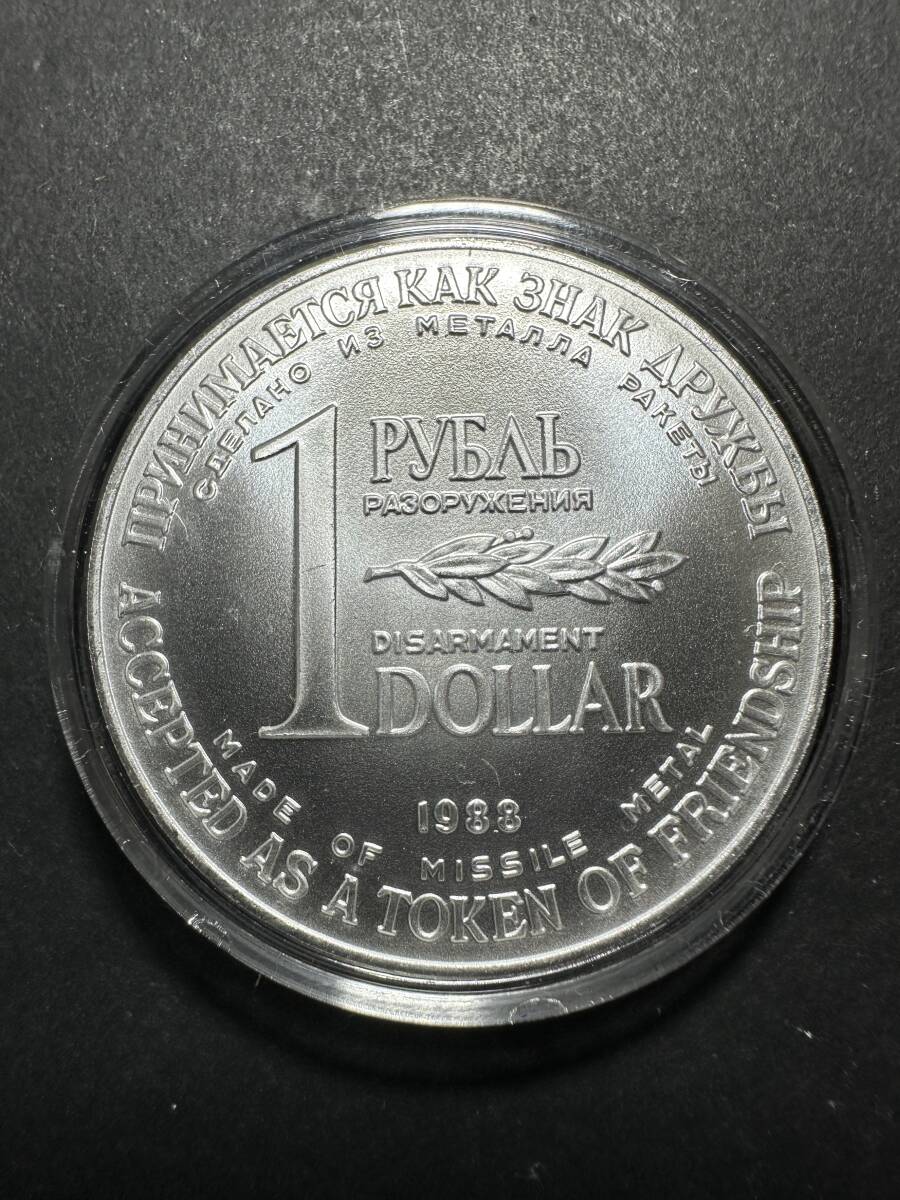 ПРИНИМАЕТСЯ КАК ЗНАК ДРУЖБЫ
СДЕЛАНО ИЗ МЕТАЛЛА РАКЕТЫ
1
РУБЛЬ
РАЗОРУЖЕНИЯ
DISARMAMENT
DOLLAR
1988
MADE OF MISSILE METAL
ACCEPTED AS A TOKEN OF FRIENDSHIP